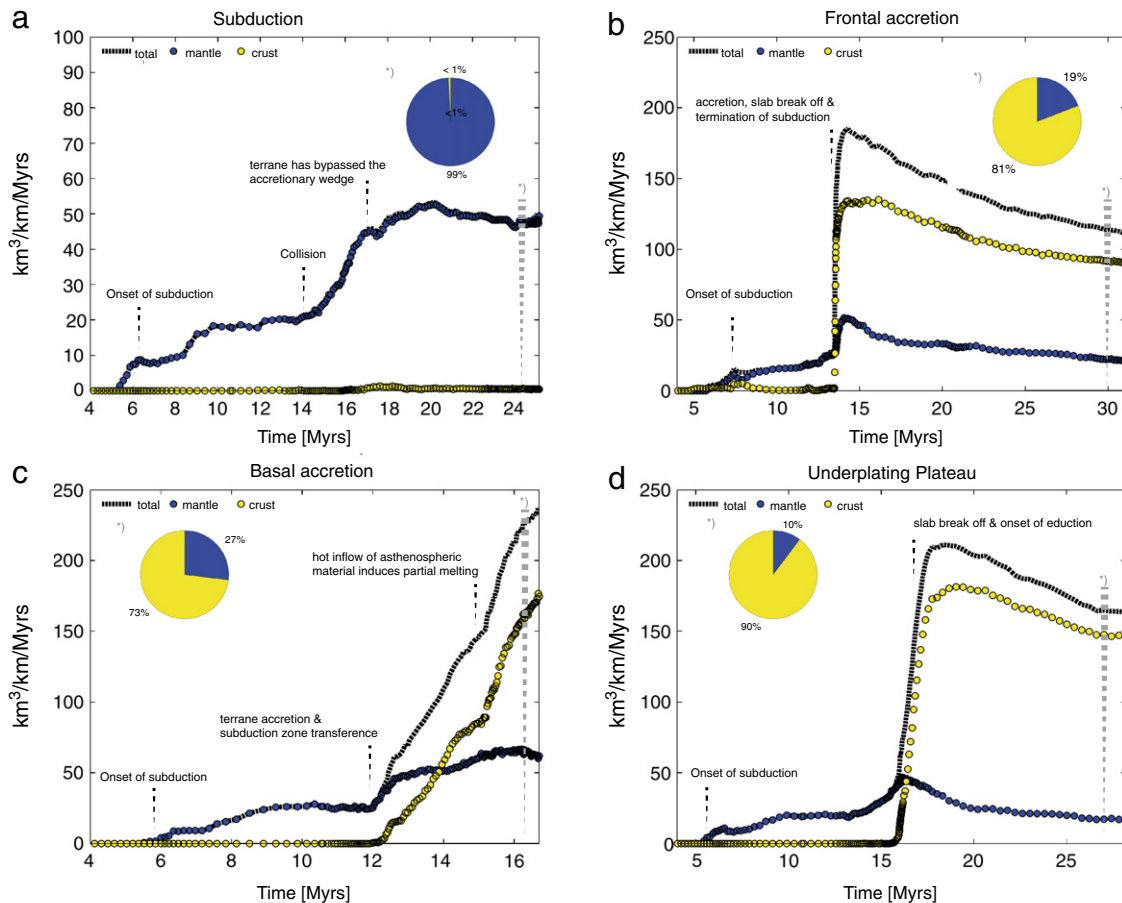 a
Subduction
km³/km/Myrs
100
90
80
70
60
50
40
30
20
10
0
total
mantle
crust
*)
< 1%
<1%
99%
terrane has bypassed the
accretionary wedge
*)
Collision
Onset of subduction
4 6 8 10 12 14 16 18 20 22 24
Time [Myrs]
b
Frontal accretion
km³/km/Myrs
250
200
150
100
50
0
total
mantle
crust
*)
19%
81%
accretion, slab break off &
termination of subduction
*)
Onset of subduction
5 10 15 20 25 30
Time [Myrs]
c
Basal accretion
km³/km/Myrs
250
200
150
100
50
0
total
mantle
crust
*)
*)
27%
73%
hot inflow of asthenospheric
material induces partial melting
terrane accretion &
subduction zone transference
Onset of subduction
4 6 8 10 12 14 16
Time [Myrs]
d
Underplating Plateau
km³/km/Myrs
250
200
150
100
50
0
total
mantle
crust
*)
10%
90%
slab break off & onset of eduction
*)
Onset of subduction
5 10 15 20 25
Time [Myrs]